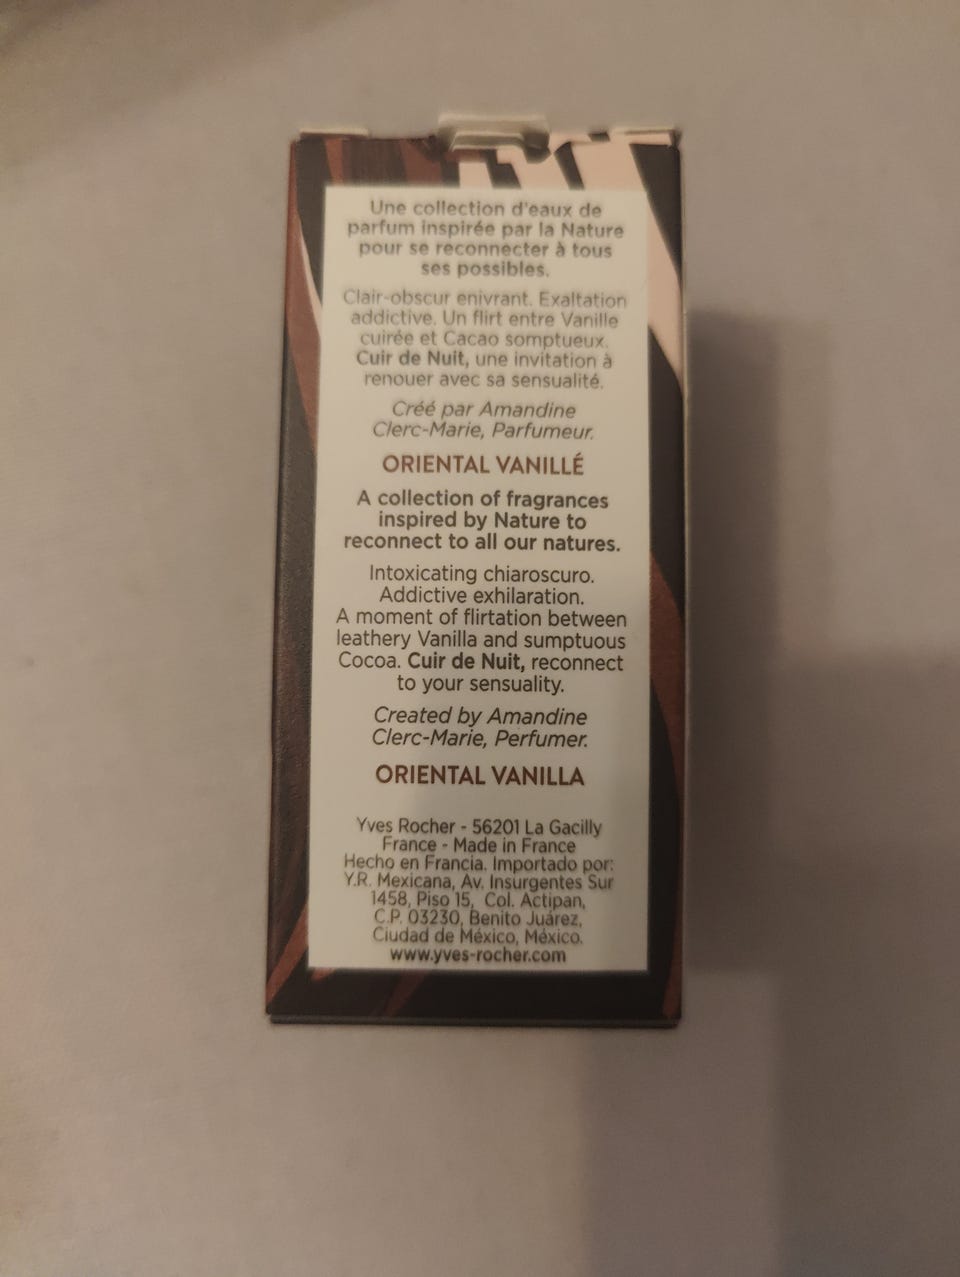 Une collection d'eaux de
parfum inspirée par la Nature
pour se reconnecter à tous
ses possibles.
Clair-obscur enivrant. Exaltation
addictive. Un flirt entre Vanille
cuirée et Cacao somptueux.
Cuir de Nuit, une invitation à
renouer avec sa sensualité.
Créé par Amandine
Clerc-Marie, Parfumeur.
ORIENTAL VANILLÉ
A collection of fragrances
inspired by Nature to
reconnect to all our natures.
Intoxicating chiaroscuro.
Addictive exhilaration.
A moment of flirtation between
leathery Vanilla and sumptuous
Cocoa. Cuir de Nuit, reconnect
to your sensuality.
Created by Amandine
Clerc-Marie, Perfumer.
ORIENTAL VANILLA
Yves Rocher - 56201 La Gacilly
France - Made in France
Hecho en Francia. Importado por:
Y.R. Mexicana, Av. Insurgentes Sur
1458, Piso 15, Col. Actipan,
C.P. 03230, Benito Juárez,
Ciudad de México, México.
www.yves-rocher.com